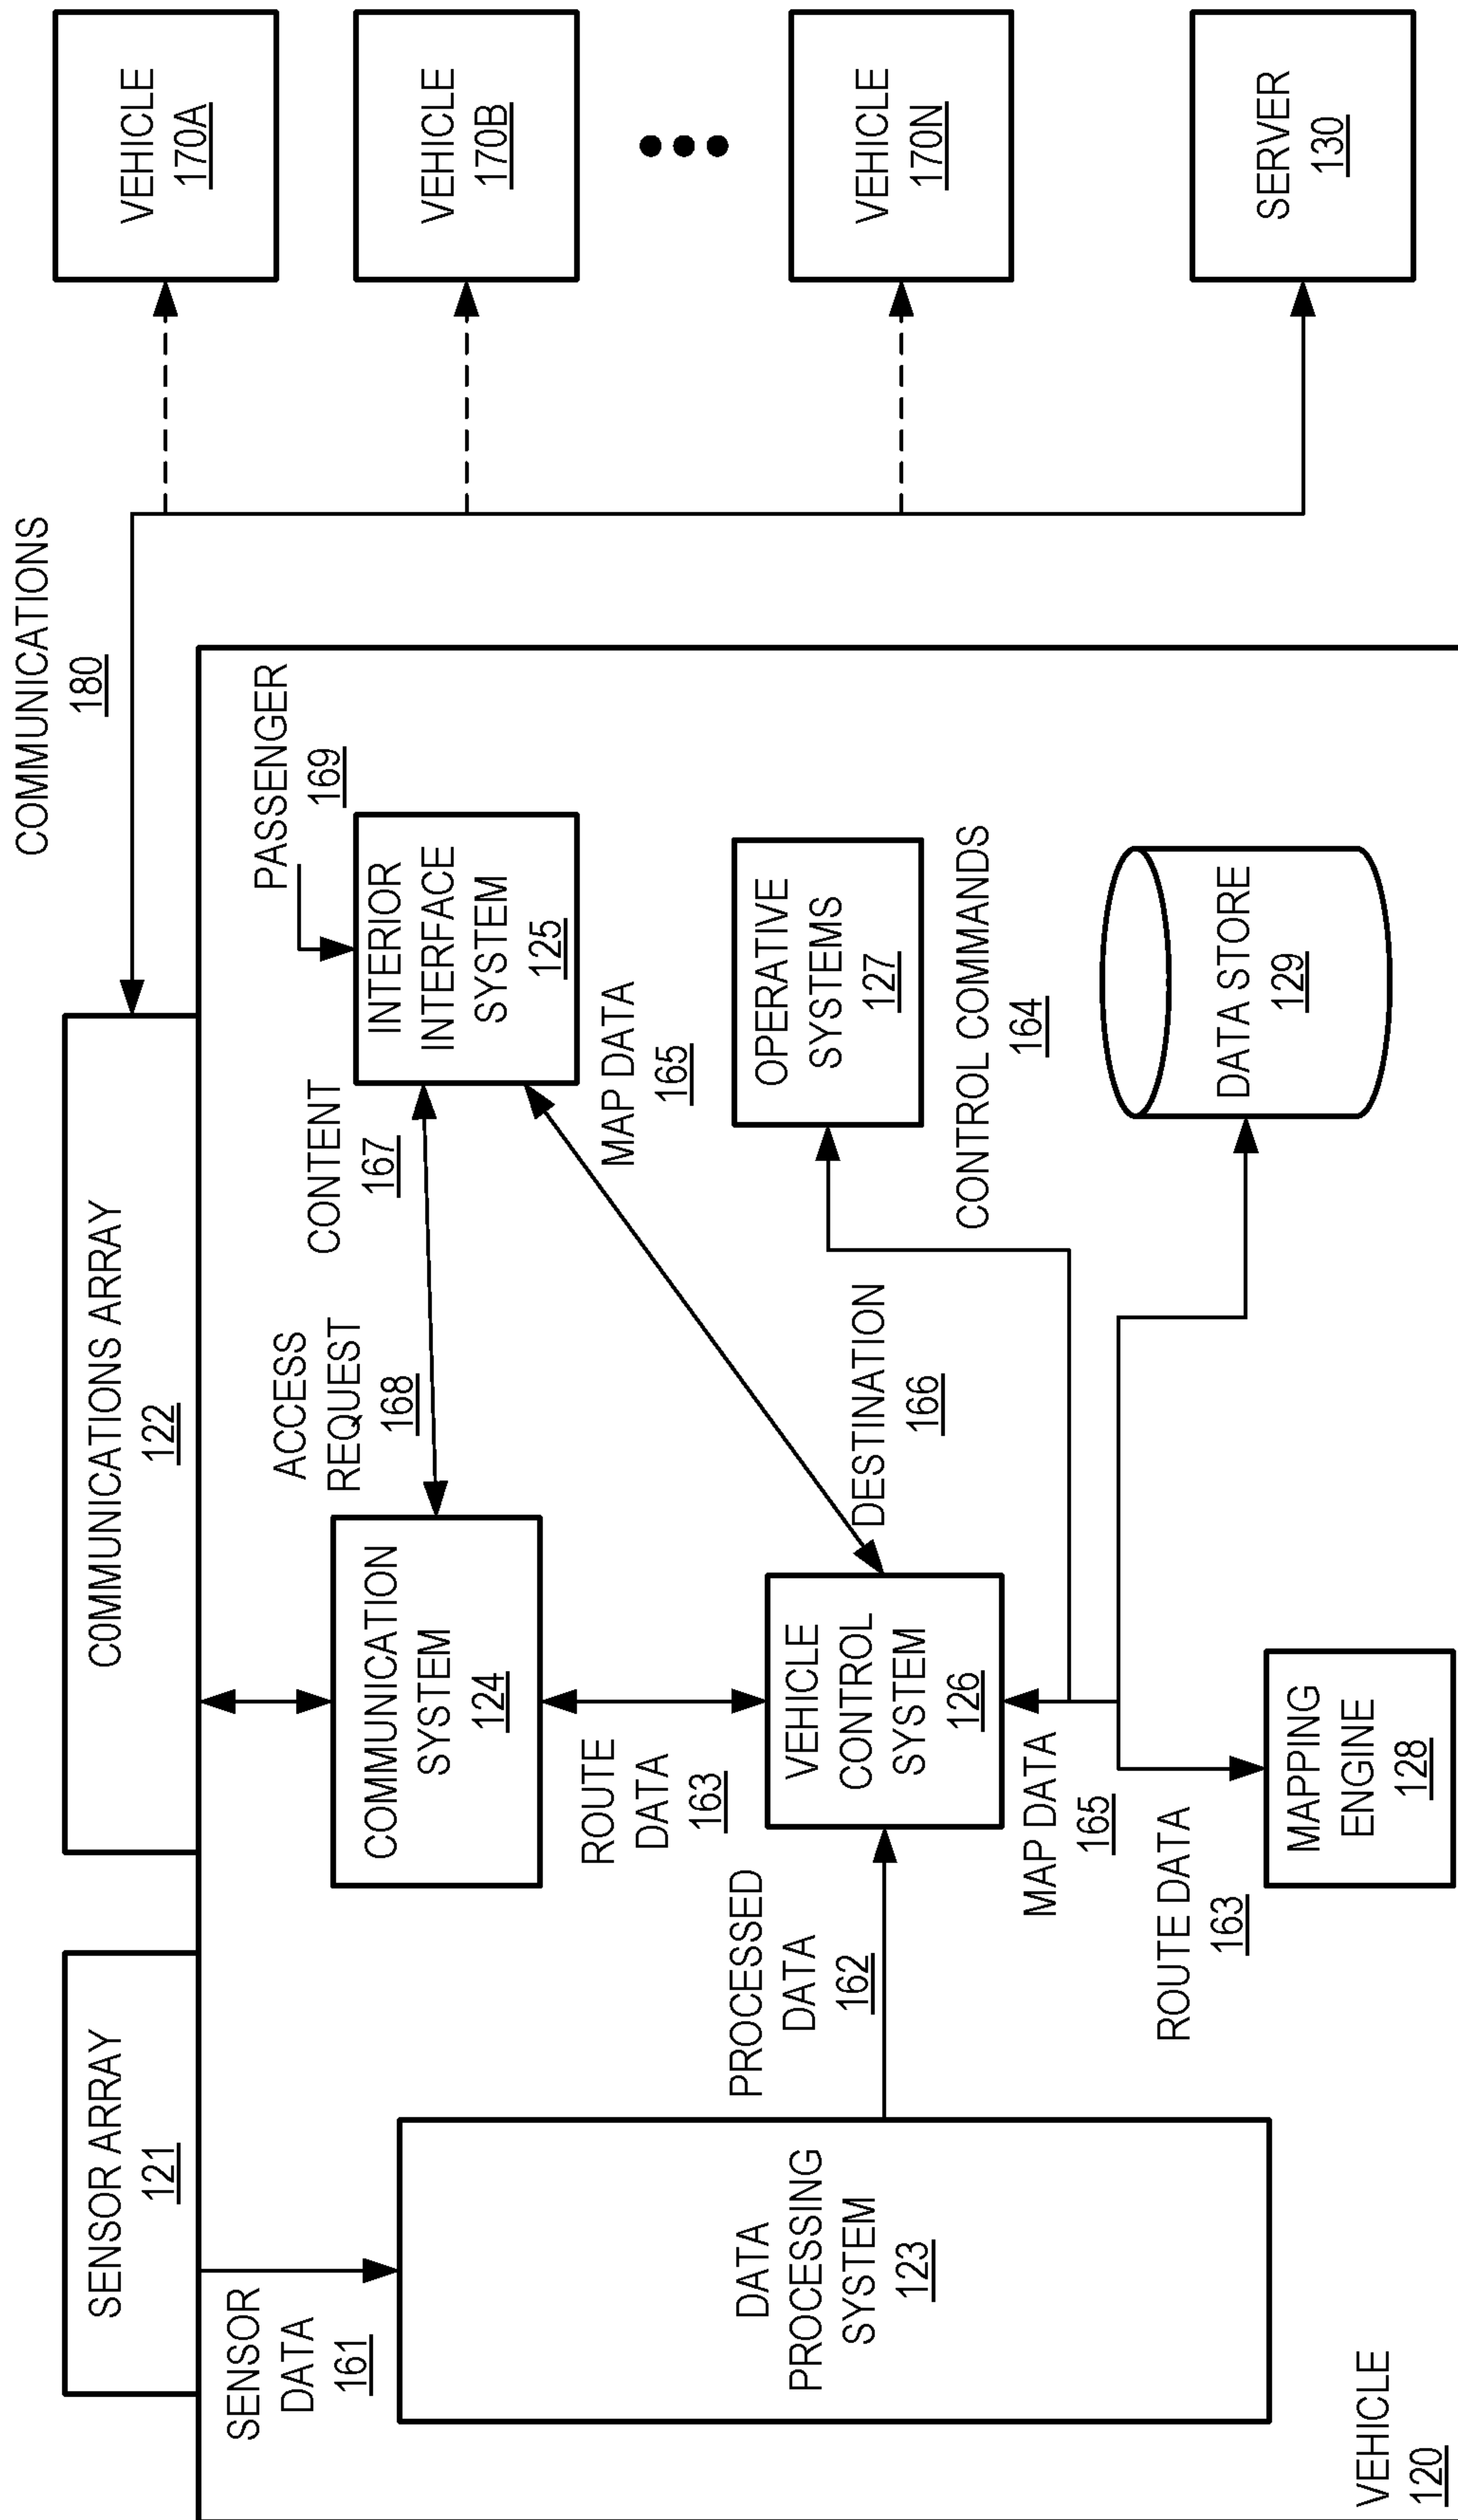 SENSOR ARRAY
121
COMMUNICATIONS ARRAY
122
COMMUNICATIONS
180
VEHICLE
170A
VEHICLE
170B
VEHICLE
170N
SERVER
130
SENSOR
DATA
161
DATA
PROCESSING
SYSTEM
123
PROCESSED
DATA
162
COMMUNICATION
SYSTEM
124
ACCESS
REQUEST
168
CONTENT
167
PASSENGER
169
INTERIOR
INTERFACE
SYSTEM
125
MAP DATA
165
ROUTE
DATA
163
VEHICLE
CONTROL
SYSTEM
126
DESTINATION
166
OPERATIVE
SYSTEMS
127
CONTROL COMMANDS
164
MAP DATA
165
ROUTE DATA
163
MAPPING
ENGINE
128
DATA STORE
129
VEHICLE
120